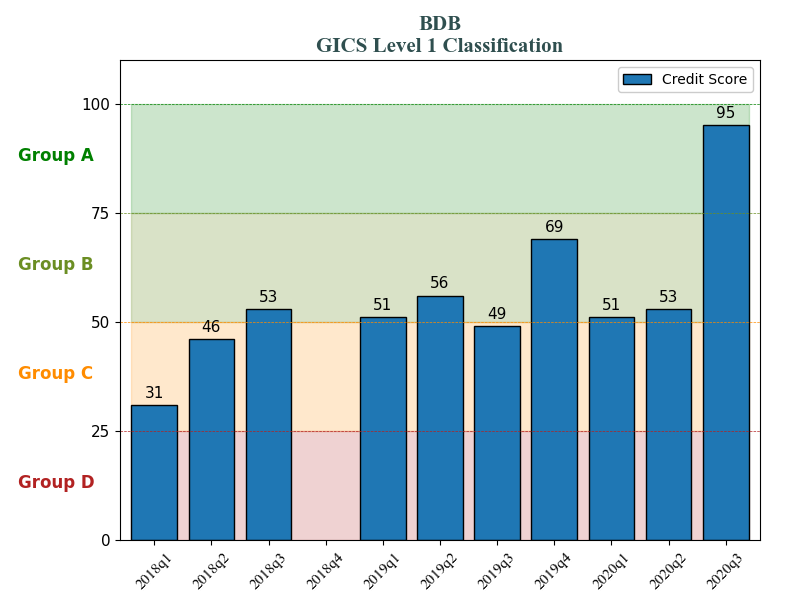 BDB
GICS Level 1 Classification
Credit Score
100
75
50
25
0
Group A
Group B
Group C
Group D
31
46
53
51
56
49
69
51
53
95
2018q1
2018q2
2018q3
2018q4
2019q1
2019q2
2019q3
2019q4
2020q1
2020q2
2020q3